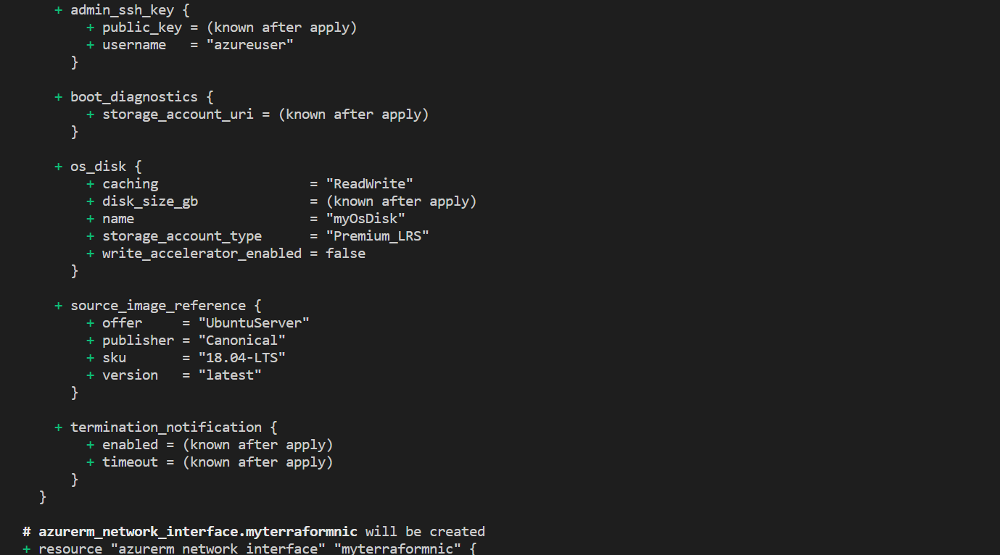 + admin_ssh_key {
+ public_key = (known after apply)
+ username   = "azureuser"
}
+ boot_diagnostics {
+ storage_account_uri = (known after apply)
}
+ os_disk {
+ caching                   = "ReadWrite"
+ disk_size_gb              = (known after apply)
+ name                      = "myOsDisk"
+ storage_account_type      = "Premium_LRS"
+ write_accelerator_enabled = false
}
+ source_image_reference {
+ offer     = "UbuntuServer"
+ publisher = "Canonical"
+ sku       = "18.04-LTS"
+ version   = "latest"
}
+ termination_notification {
+ enabled = (known after apply)
+ timeout = (known after apply)
}
}
# azurerm_network_interface.myterraformnic will be created
+ resource "azurerm_network_interface" "myterraformnic" {